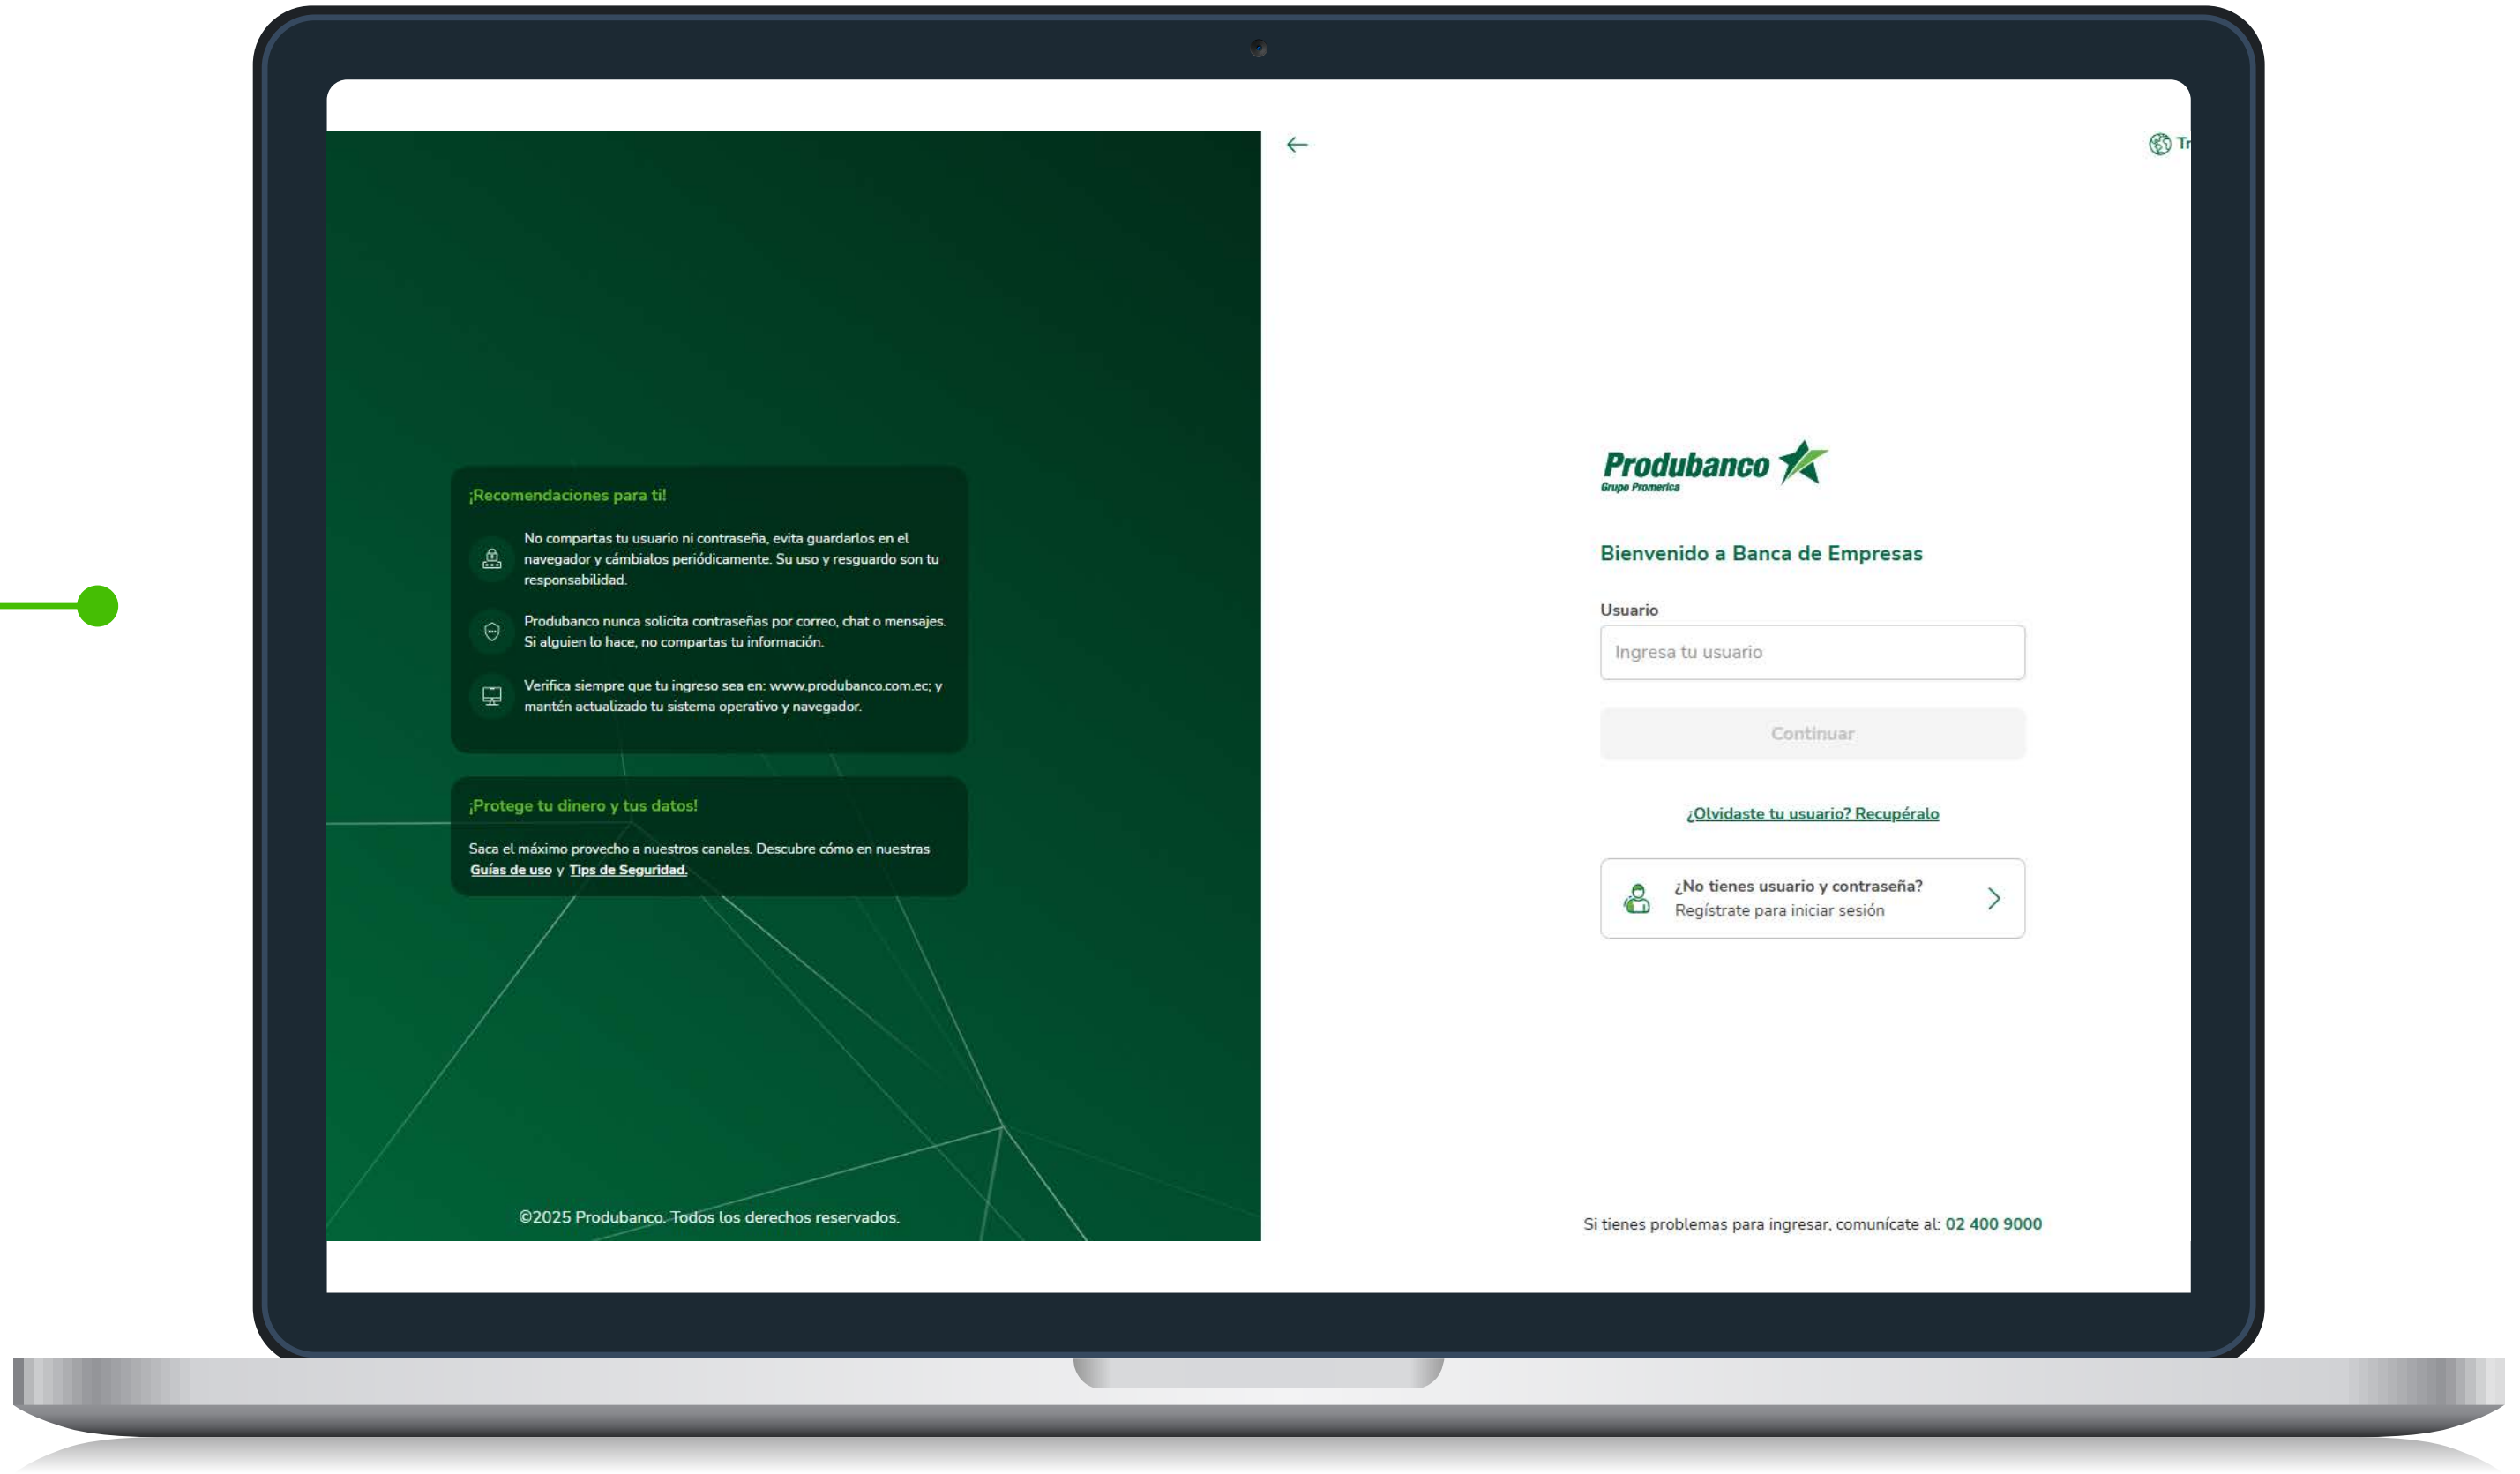 ¡Recomendaciones para ti!
No compartas tu usuario ni contraseña, evita guardarlos en el
navegador y cámbialos periódicamente. Su uso y resguardo son tu
responsabilidad.
Produbanco nunca solicita contraseñas por correo, chat o mensajes.
Si alguien lo hace, no compartas tu información.
Verifica siempre que tu ingreso sea en: www.produbanco.com.ec; y
mantén actualizado tu sistema operativo y navegador.
¡Protege tu dinero y tus datos!
Saca el máximo provecho a nuestros canales. Descubre cómo en nuestras
Guías de uso y Tips de Seguridad.
©2025 Produbanco. Todos los derechos reservados.
Tr
Produbanco
Grupo Promerica
Bienvenido a Banca de Empresas
Usuario
Ingresa tu usuario
Continuar
¿Olvidaste tu usuario? Recupéralo
¿No tienes usuario y contraseña?
Regístrate para iniciar sesión
Si tienes problemas para ingresar, comunícate al: 02 400 9000